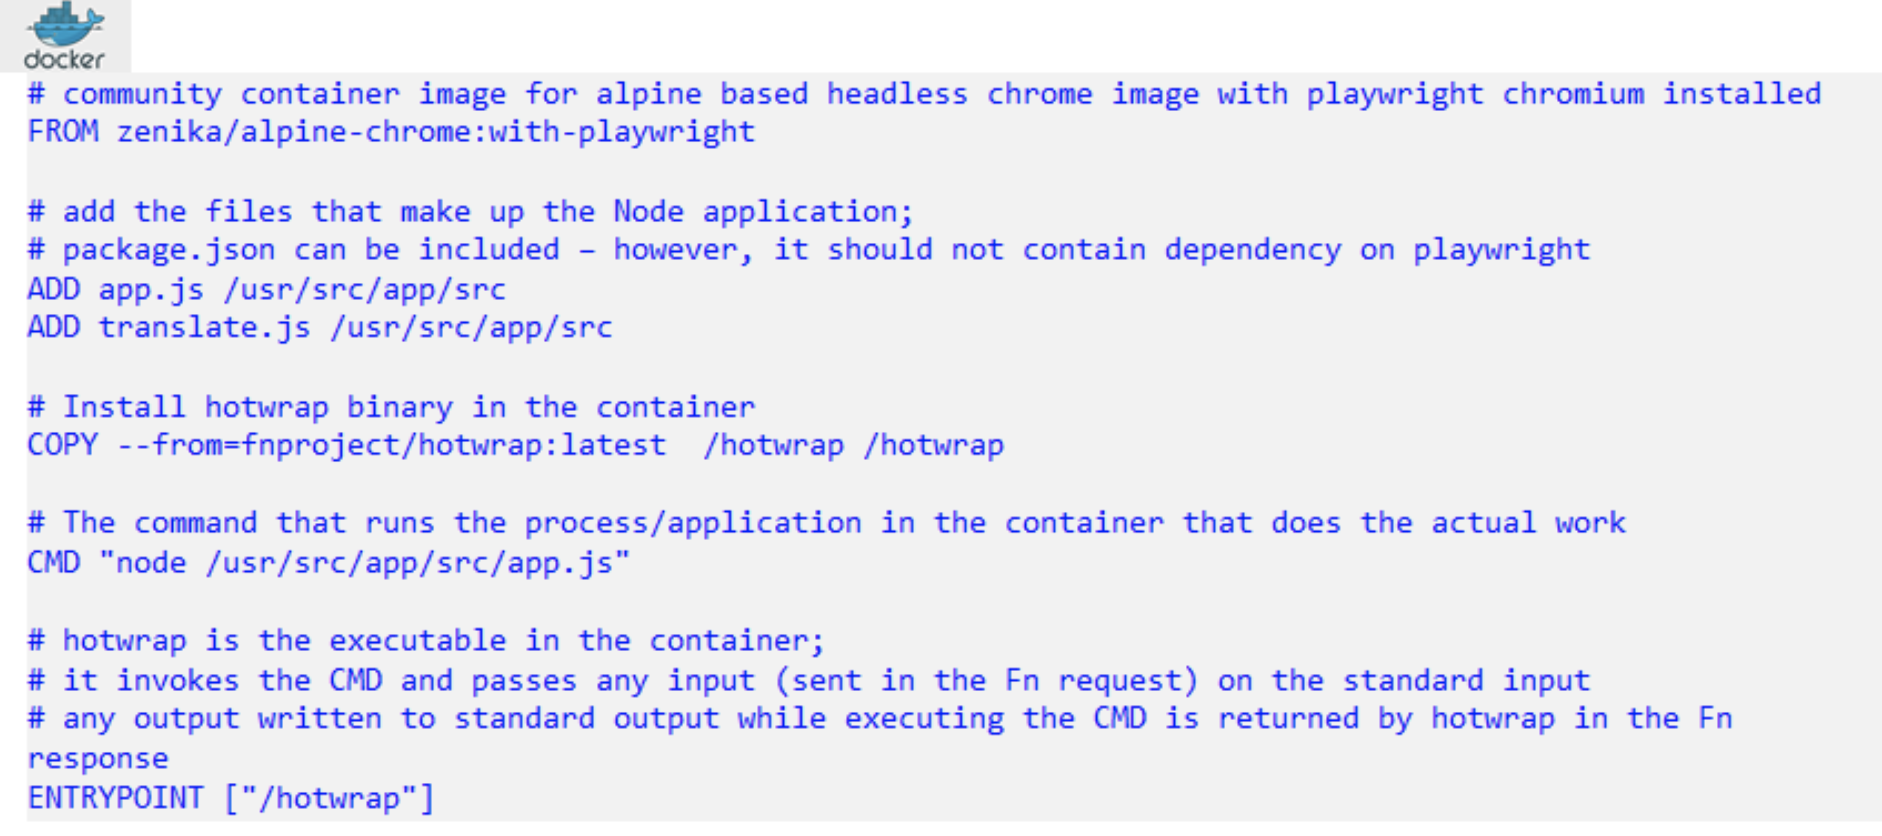 docker
# community container image for alpine based headless chrome image with playwright chromium installed
FROM zenika/alpine-chrome:with-playwright
# add the files that make up the Node application;
# package.json can be included – however, it should not contain dependency on playwright
ADD app.js /usr/src/app/src
ADD translate.js /usr/src/app/src
# Install hotwrap binary in the container
COPY --from=fnproject/hotwrap:latest  /hotwrap /hotwrap
# The command that runs the process/application in the container that does the actual work
CMD "node /usr/src/app/src/app.js"
# hotwrap is the executable in the container;
# it invokes the CMD and passes any input (sent in the Fn request) on the standard input
# any output written to standard output while executing the CMD is returned by hotwrap in the Fn
response
ENTRYPOINT ["/hotwrap"]